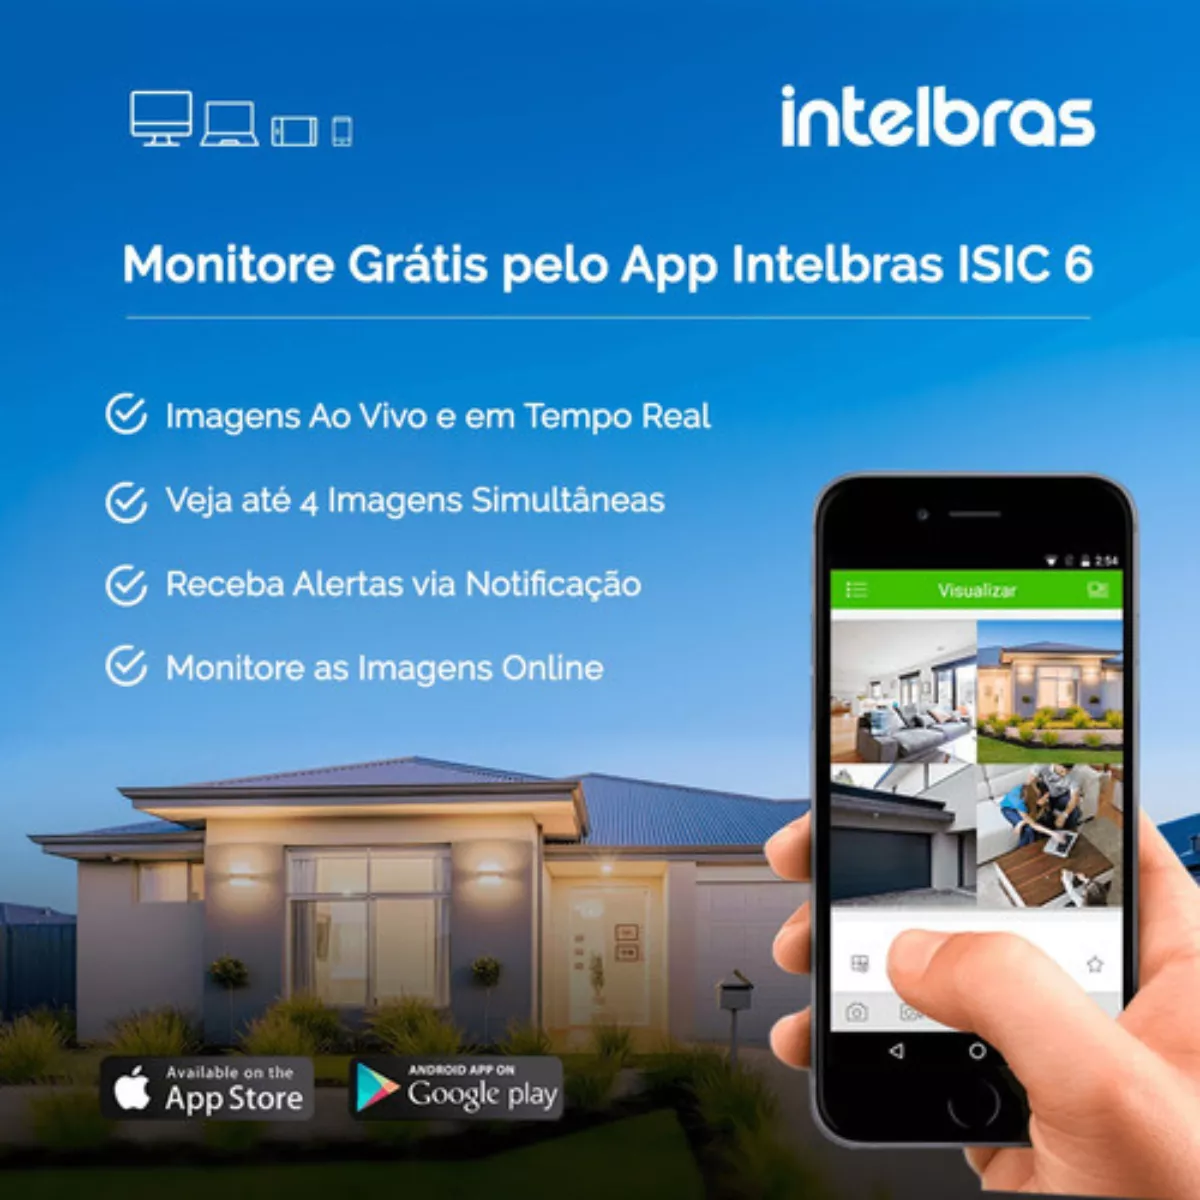 intelbras
Monitore Grátis pelo App Intelbras ISIC 6
Imagens Ao Vivo e em Tempo Real
Veja até 4 Imagens Simultâneas
Receba Alertas via Notificação
Monitore as Imagens Online
2:54
Visualizar
Available on the
App Store
ANDROID APP ON
Google play